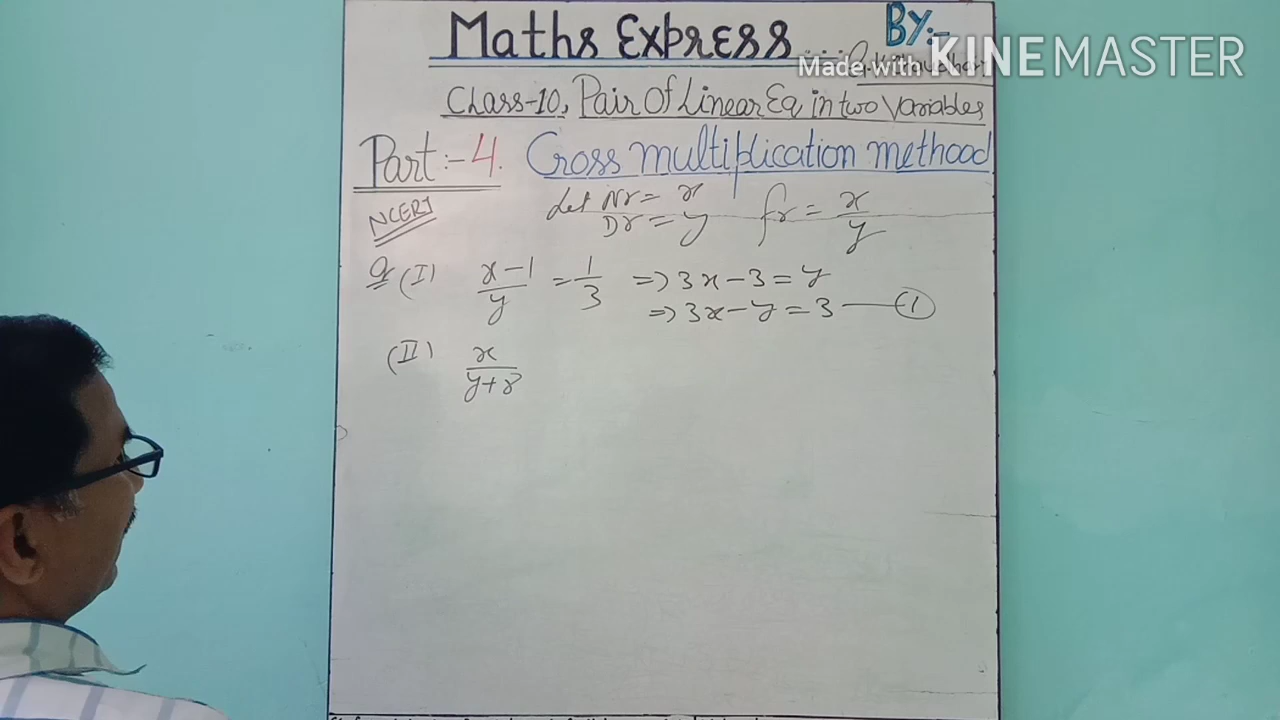 Maths Express
BY:-
Made with KINEMASTER
Class-10, Pair Of Linear Eq in two Variables
Part:-4. Cross multiplication methood
NCERT
Let Nr = x
Dr = y
fr = x/y
(I) (x-1)/y = 1/3 => 3x-3 = y
=> 3x-y = 3 — (1)
(II) x/(y+8)